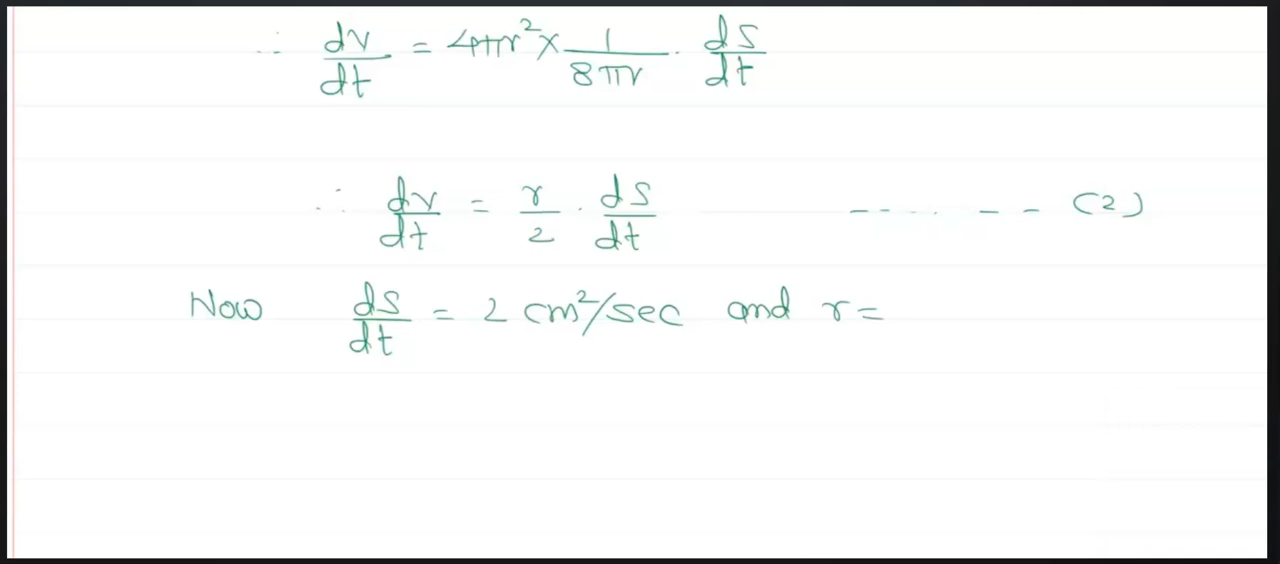 ∴ dv/dt = 4πr² × 1/8πr · ds/dt
∴ dv/dt = r/2 · ds/dt ---- ... -- (2)
Now ds/dt = 2 cm²/sec and r =